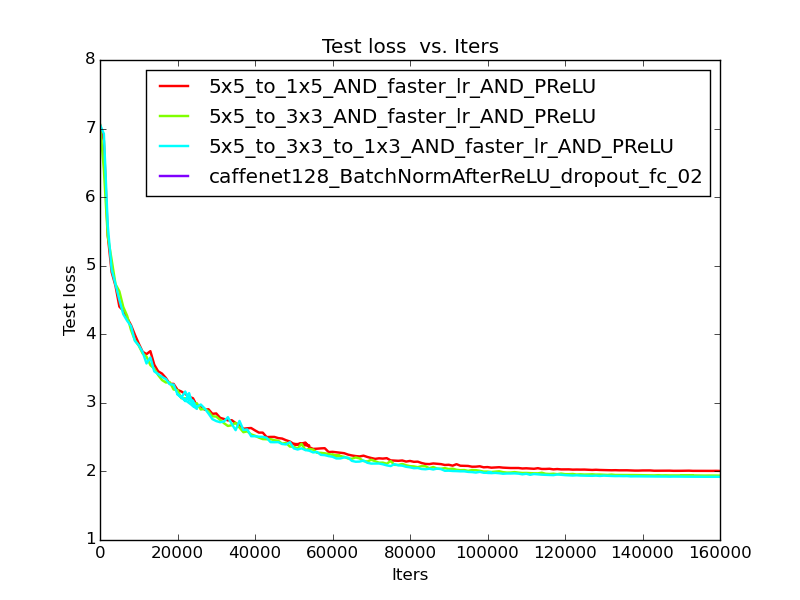 Test loss  vs. Iters
8
7
6
5
4
3
2
1
Test loss
5x5_to_1x5_AND_faster_lr_AND_PReLU
5x5_to_3x3_AND_faster_lr_AND_PReLU
5x5_to_3x3_to_1x3_AND_faster_lr_AND_PReLU
caffenet128_BatchNormAfterReLU_dropout_fc_02
0 20000 40000 60000 80000 100000 120000 140000 160000
Iters